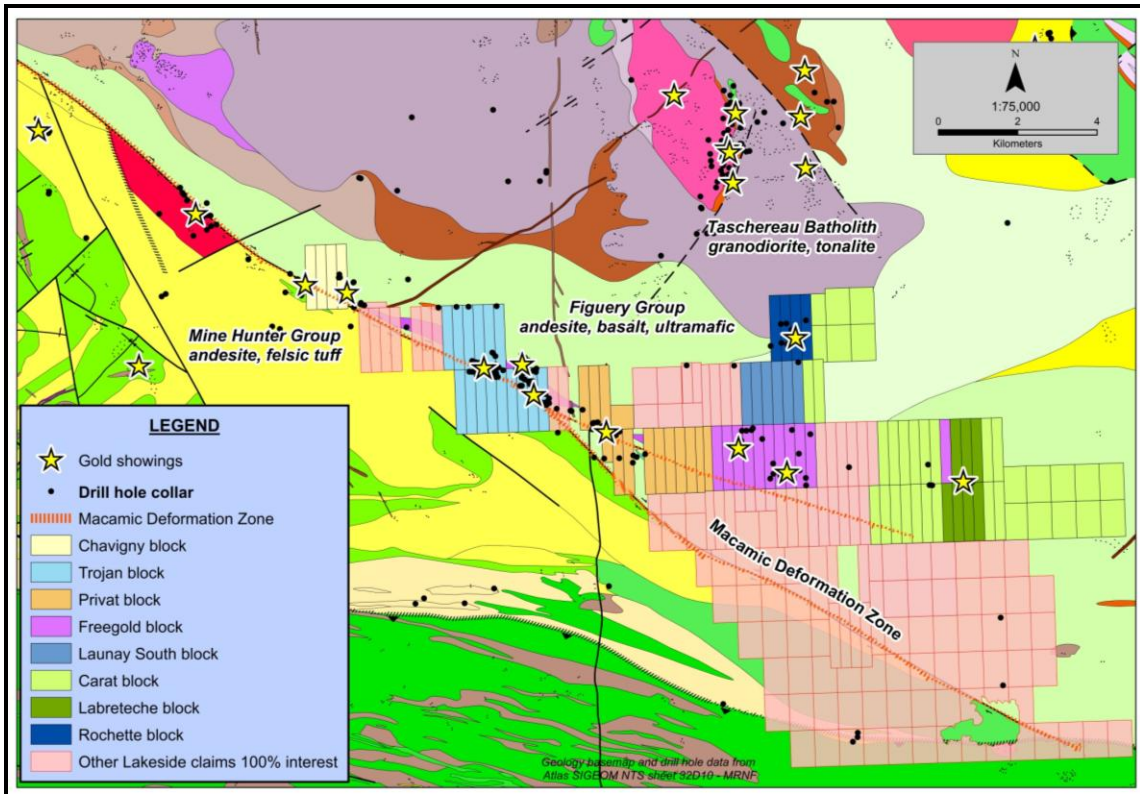 N
1:75,000
0 2 4
Kilometers
Taschereau Batholith
granodiorite, tonalite
Figuery Group
andesite, basalt, ultramafic
Mine Hunter Group
andesite, felsic tuff
Macamic Deformation Zone
LEGEND
Gold showings
Drill hole collar
Macamic Deformation Zone
Chavigny block
Trojan block
Privat block
Freegold block
Launay South block
Carat block
Labreteche block
Rochette block
Other Lakeside claims 100% interest
Geology basemap and drill hole data from
Atlas SIGEOM NTS sheet 32D10 - MRNF